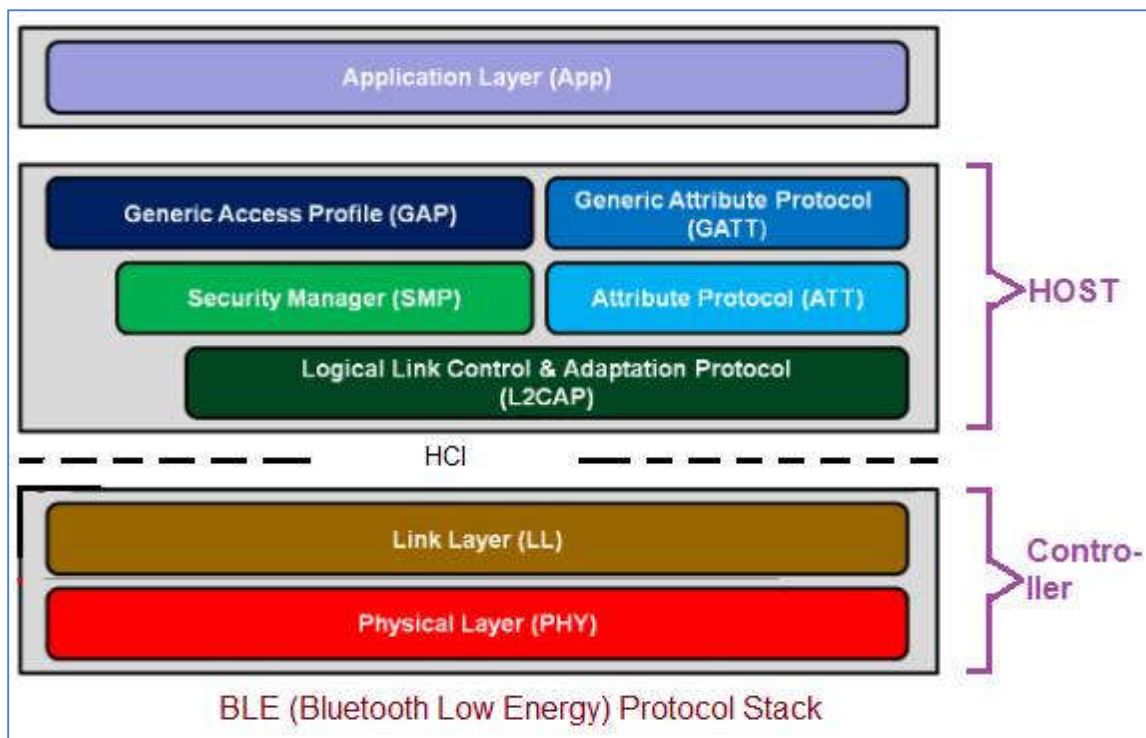 Application Layer (App)
Generic Access Profile (GAP)
Generic Attribute Protocol
(GATT)
Security Manager (SMP)
Attribute Protocol (ATT)
HOST
Logical Link Control & Adaptation Protocol
(L2CAP)
HCI
Link Layer (LL)
Contro-
ller
Physical Layer (PHY)
BLE (Bluetooth Low Energy) Protocol Stack